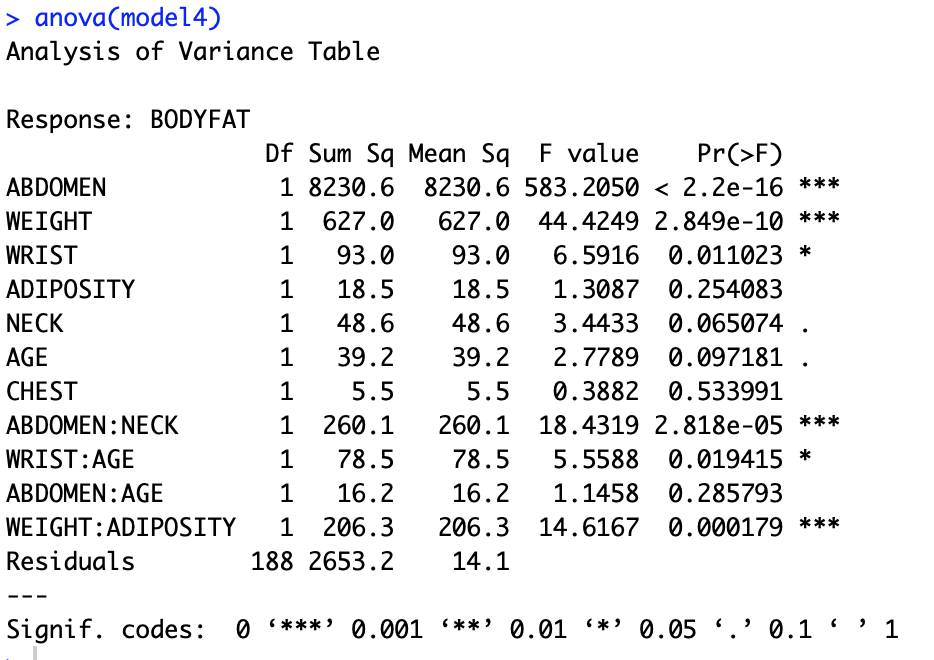 > anova(model4)
Analysis of Variance Table

Response: BODYFAT
                 Df Sum Sq Mean Sq  F value    Pr(>F)
ABDOMEN           1 8230.6  8230.6 583.2050 < 2.2e-16 ***
WEIGHT            1  627.0   627.0  44.4249 2.849e-10 ***
WRIST             1   93.0    93.0   6.5916  0.011023 *
ADIPOSITY         1   18.5    18.5   1.3087  0.254083
NECK              1   48.6    48.6   3.4433  0.065074 .
AGE               1   39.2    39.2   2.7789  0.097181 .
CHEST             1    5.5     5.5   0.3882  0.533991
ABDOMEN:NECK      1  260.1   260.1  18.4319 2.818e-05 ***
WRIST:AGE         1   78.5    78.5   5.5588  0.019415 *
ABDOMEN:AGE       1   16.2    16.2   1.1458  0.285793
WEIGHT:ADIPOSITY  1  206.3   206.3  14.6167  0.000179 ***
Residuals       188 2653.2    14.1
---
Signif. codes:  0 ‘***’ 0.001 ‘**’ 0.01 ‘*’ 0.05 ‘.’ 0.1 ‘ ’ 1